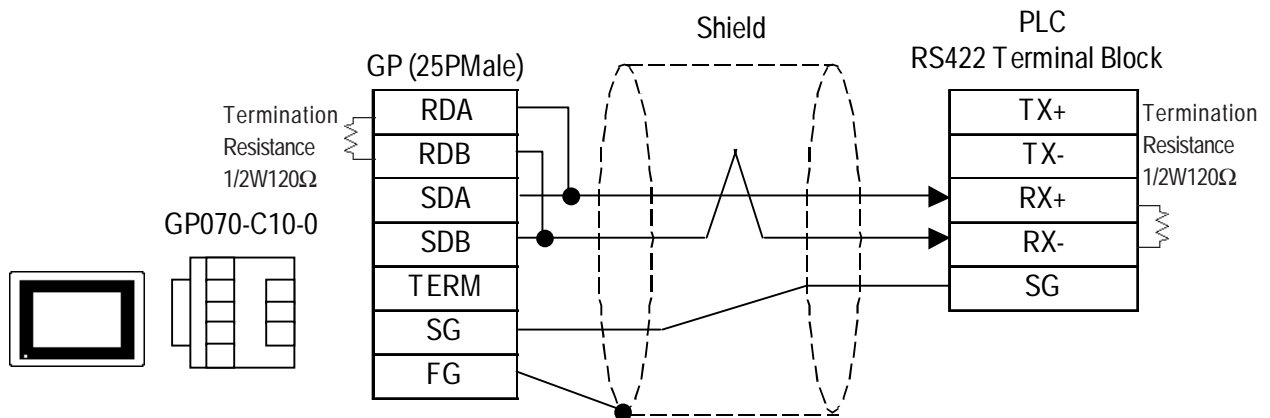 Shield
PLC
RS422 Terminal Block
GP (25PMale)
Termination
Resistance
1/2W120Ω
GP070-C10-0
RDA
RDB
SDA
SDB
TERM
SG
FG
TX+
TX-
RX+
RX-
SG
Termination
Resistance
1/2W120Ω